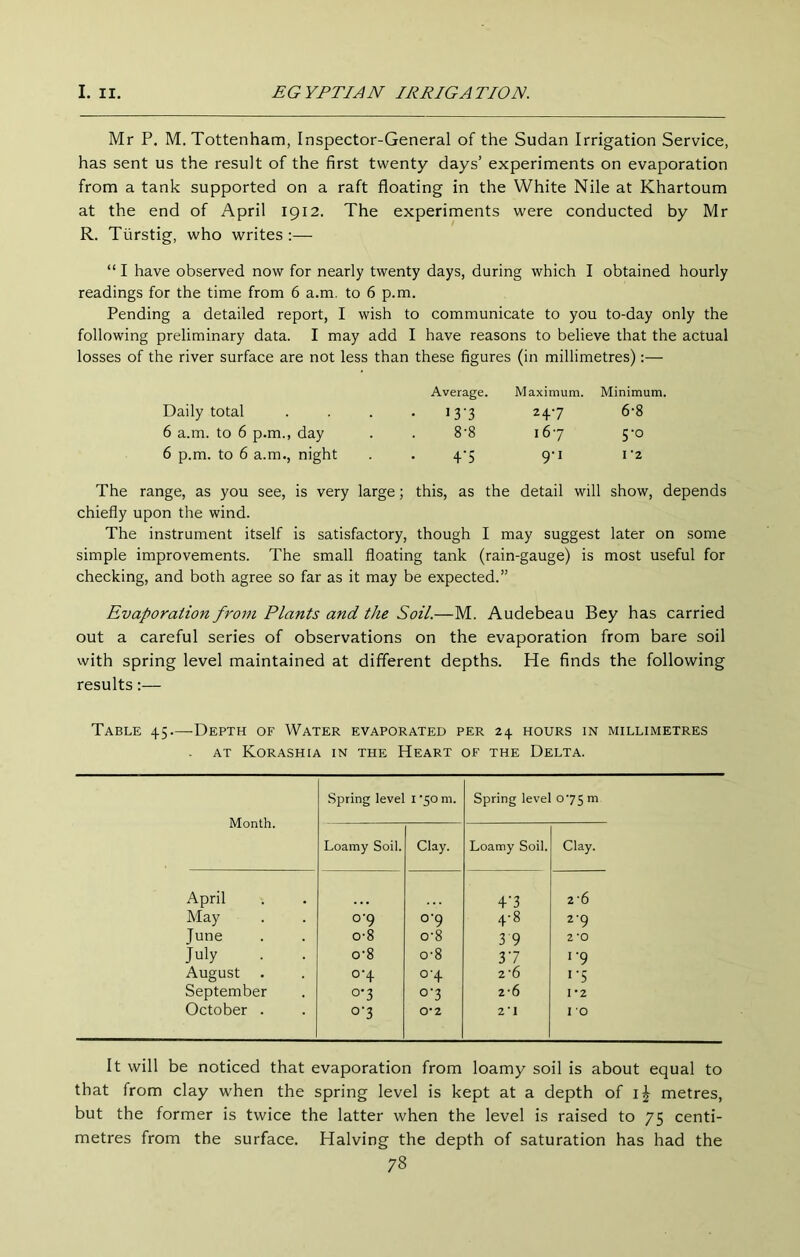 I. 11. EGYPTIAN IRRIGATION.
Mr P. M. Tottenham, Inspector-General of the Sudan Irrigation Service,
has sent us the result of the first twenty days' experiments on evaporation
from a tank supported on a raft floating in the White Nile at Khartoum
at the end of April 1912. The experiments were conducted by Mr
R. Türstig, who writes:—
“I have observed now for nearly twenty days, during which I obtained hourly
readings for the time from 6 a.m. to 6 p.m.
Pending a detailed report, I wish to communicate to you to-day only the
following preliminary data. I may add I have reasons to believe that the actual
losses of the river surface are not less than these figures (in millimetres):—
Average. Maximum. Minimum.
Daily total . . . . 13·3 24·7 6·8
6 a.m. to 6 p.m., day . . 8·8 16·7 5·0
6 p.m. to 6 a.m., night . . 4·5 9·1 1·2
The range, as you see, is very large; this, as the detail will show, depends
chiefly upon the wind.
The instrument itself is satisfactory, though I may suggest later on some
simple improvements. The small floating tank (rain-gauge) is most useful for
checking, and both agree so far as it may be expected.”
Evaporation from Plants and the Soil.—M. Audebeau Bey has carried
out a careful series of observations on the evaporation from bare soil
with spring level maintained at different depths. He finds the following
results:—
Table 45.—Depth of Water evaporated per 24 hours in millimetres
at Korashia in the Heart of the Delta.
Month. Spring level 1·50 m. Spring level 0·75 m
Loamy Soil. Clay. Loamy Soil. Clay.
April . . ... ... 4·3 2·6
May . . 0·9 0·9 4·8 2·9
June . . 0·8 0·8 3 9 2·0
July . . 0·8 0·8 3·7 1·9
August . . 0·4 0·4 2·6 1·5
September . 0·3 0·3 2·6 1·2
October . . 0·3 0·2 2·1 1·0
It will be noticed that evaporation from loamy soil is about equal to
that from clay when the spring level is kept at a depth of 1½ metres,
but the former is twice the latter when the level is raised to 75 centi-
metres from the surface. Halving the depth of saturation has had the
78